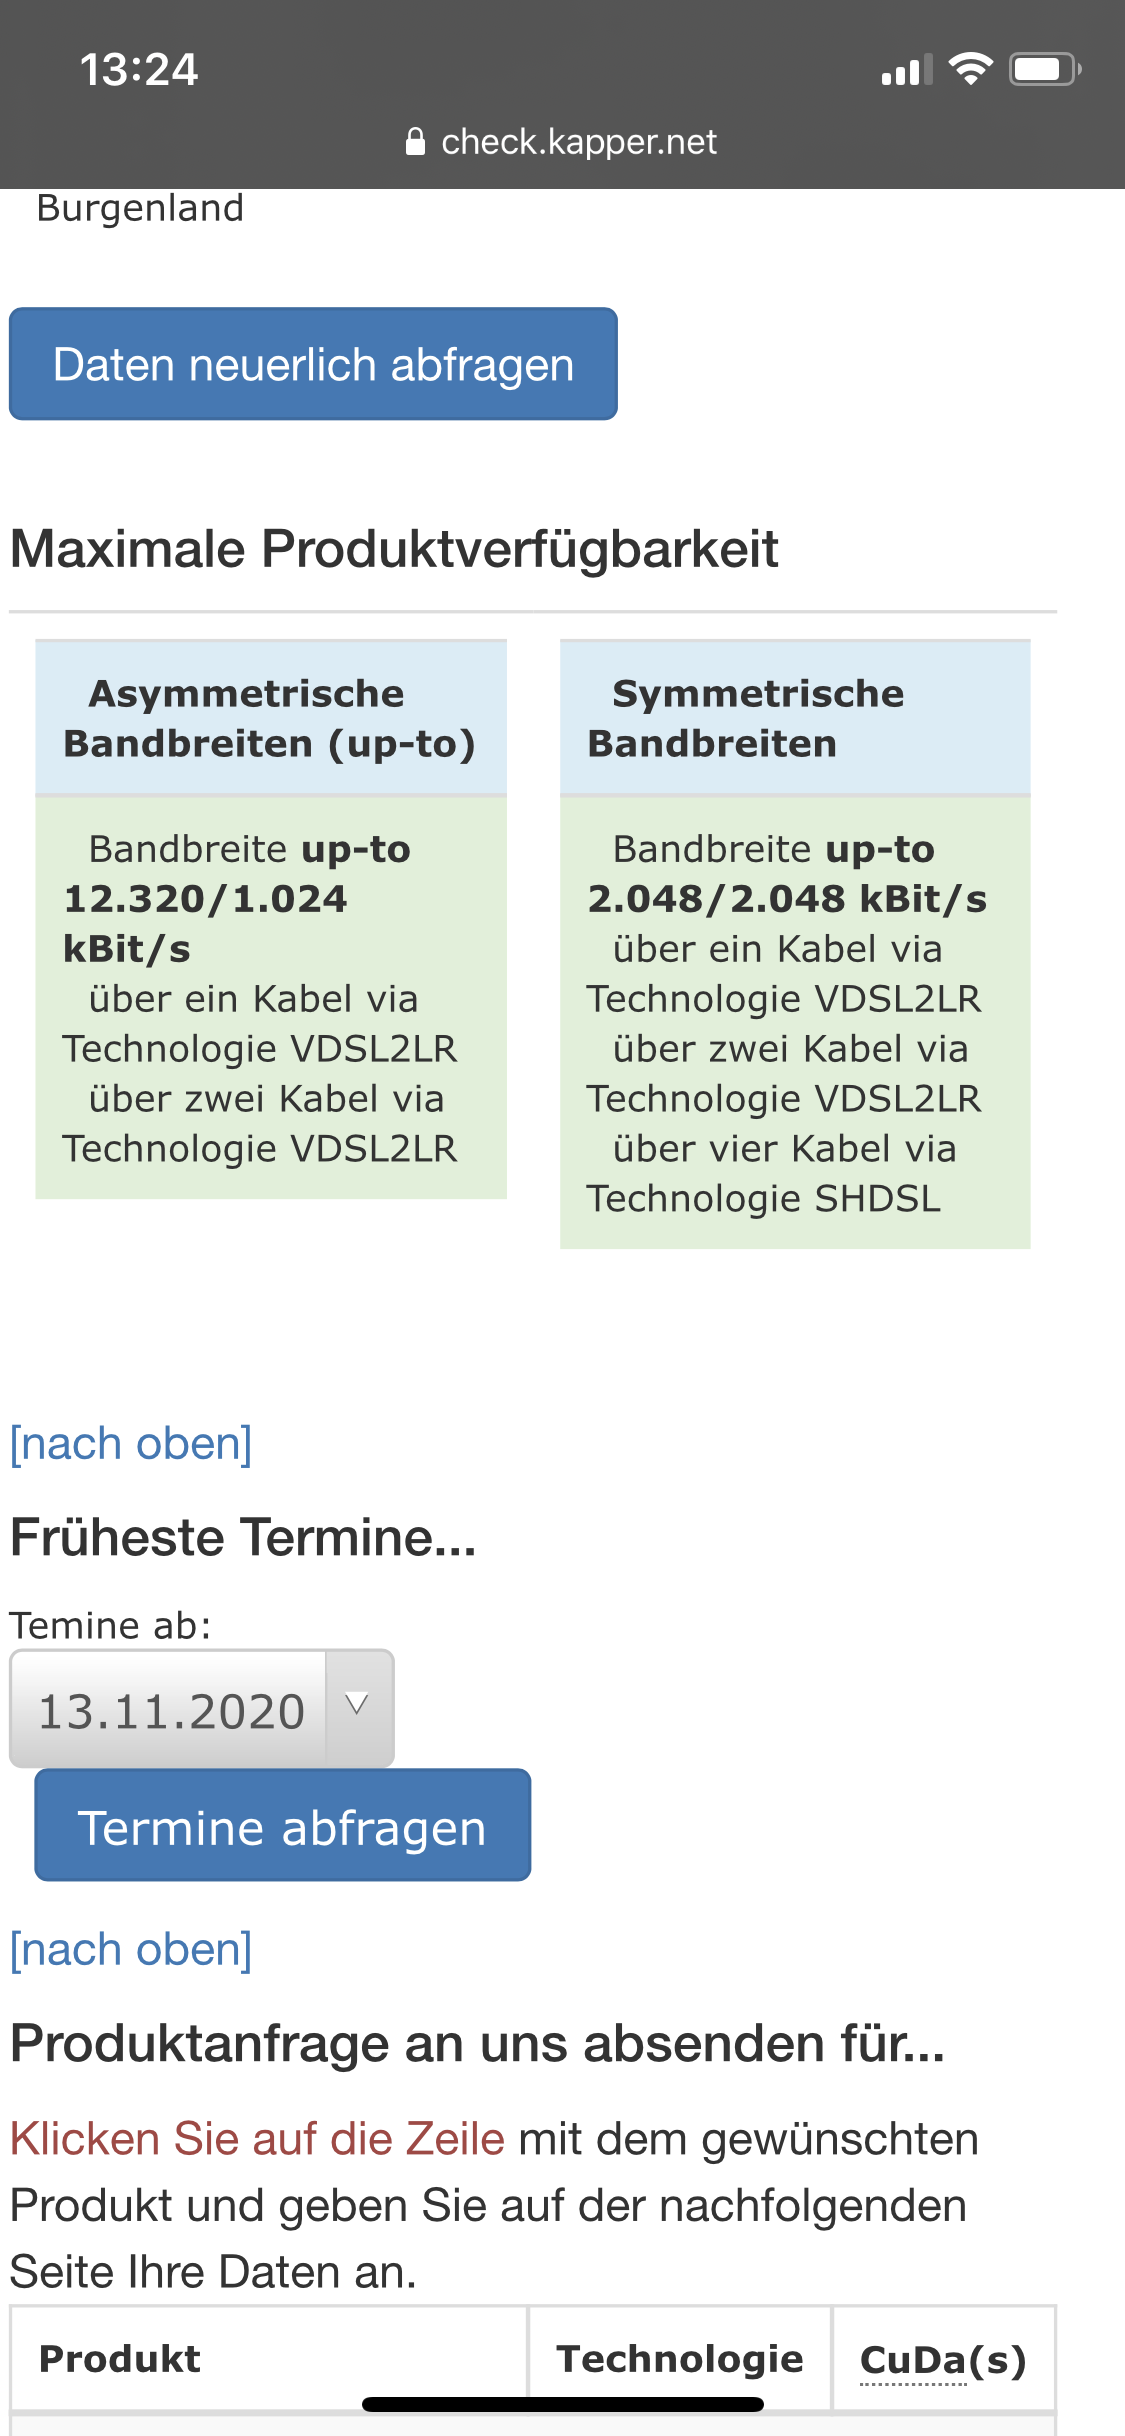 13:24
check.kapper.net
Burgenland
Daten neuerlich abfragen
Maximale Produktverfügbarkeit
Asymmetrische
Bandbreiten (up-to)
Bandbreite up-to
12.320/1.024
kBit/s
über ein Kabel via
Technologie VDSL2LR
über zwei Kabel via
Technologie VDSL2LR
Symmetrische
Bandbreiten
Bandbreite up-to
2.048/2.048 kBit/s
über ein Kabel via
Technologie VDSL2LR
über zwei Kabel via
Technologie VDSL2LR
über vier Kabel via
Technologie SHDSL
[nach oben]
Früheste Termine...
Temine ab:
13.11.2020
Termine abfragen
[nach oben]
Produktanfrage an uns absenden für...
Klicken Sie auf die Zeile mit dem gewünschten
Produkt und geben Sie auf der nachfolgenden
Seite Ihre Daten an.
Produkt Technologie CuDa(s)